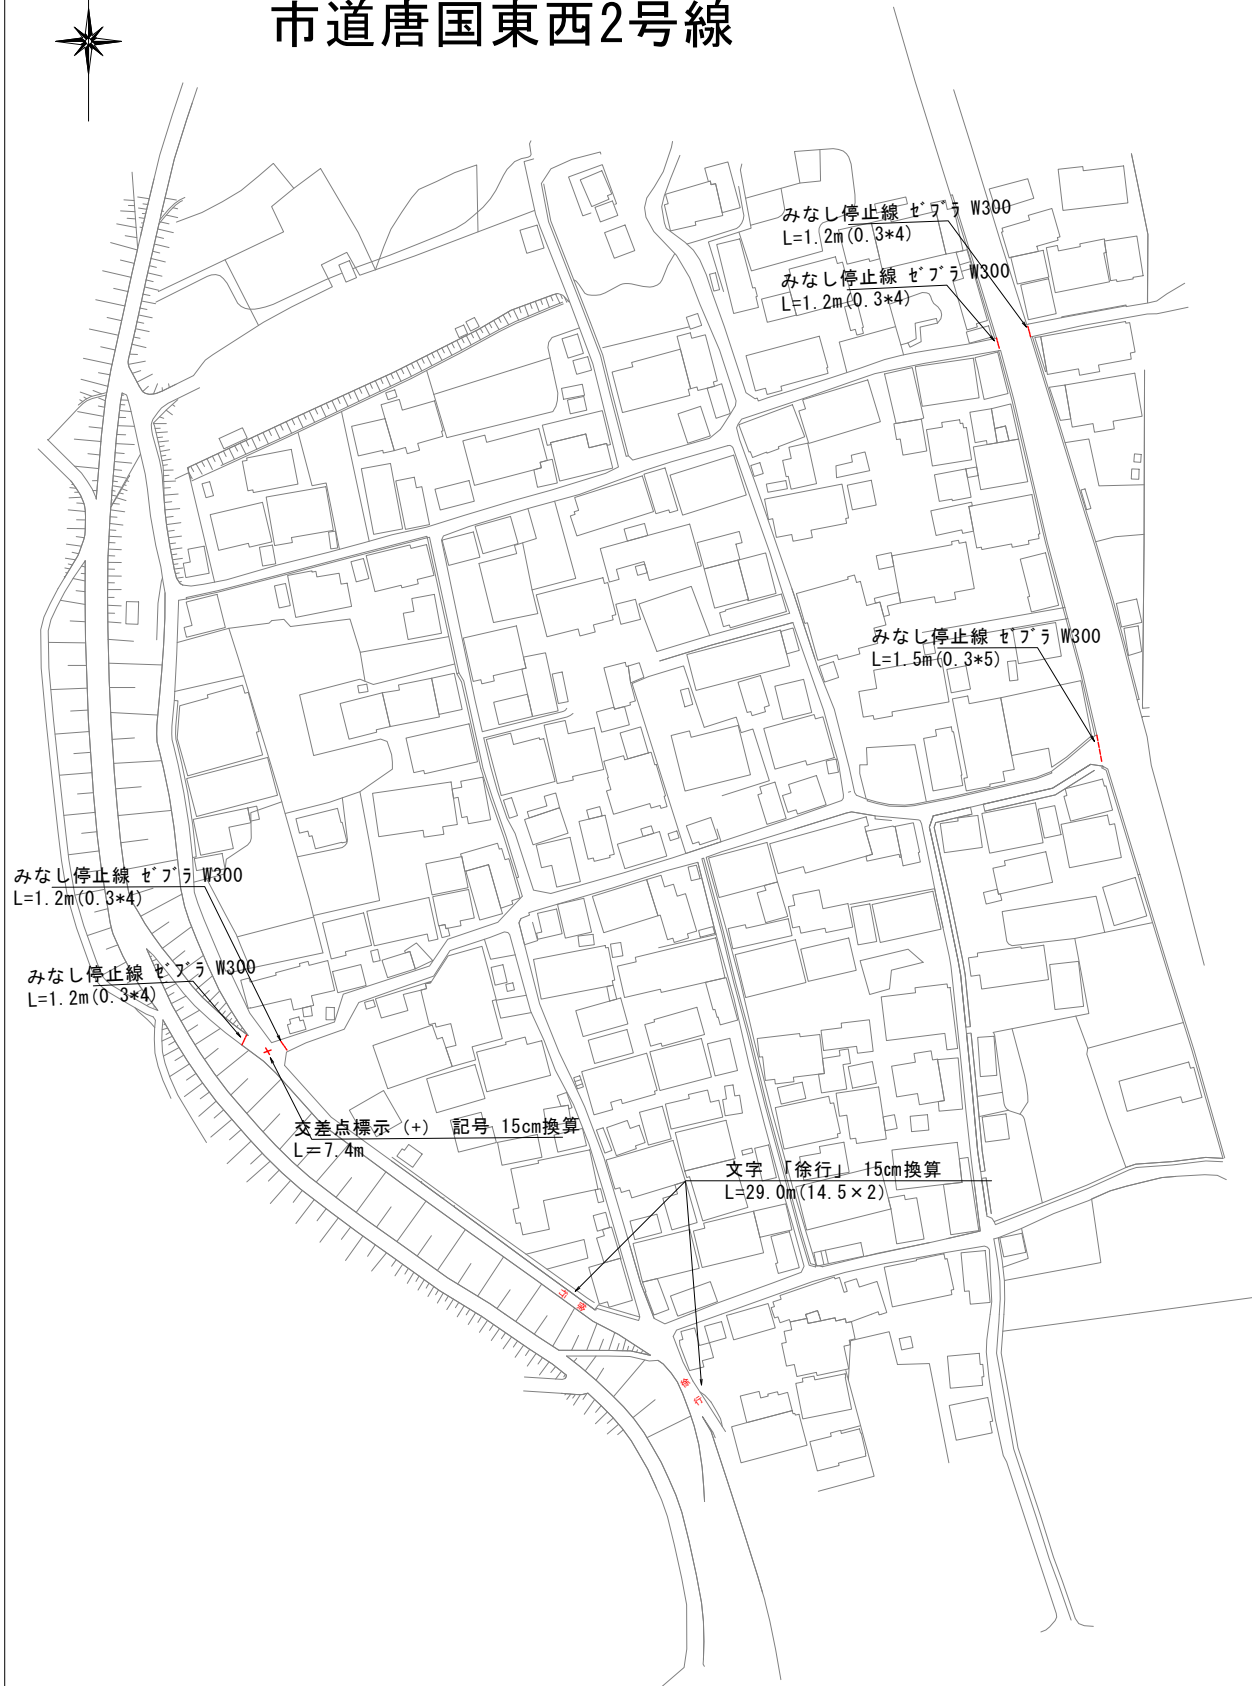 市道唐国東西2号線
みなし停止線 ｾﾞﾌﾞﾗ W300
L=1.2m(0.3*4)
みなし停止線 ｾﾞﾌﾞﾗ W300
L=1.2m(0.3*4)
みなし停止線 ｾﾞﾌﾞﾗ W300
L=1.5m(0.3*5)
みなし停止線 ｾﾞﾌﾞﾗ W300
L=1.2m(0.3*4)
みなし停止線 ｾﾞﾌﾞﾗ W300
L=1.2m(0.3*4)
交差点標示 (+) 記号 15cm換算
L=7.4m
文字 「徐行」 15cm換算
L=29.0m(14.5×2)
徐行
徐行